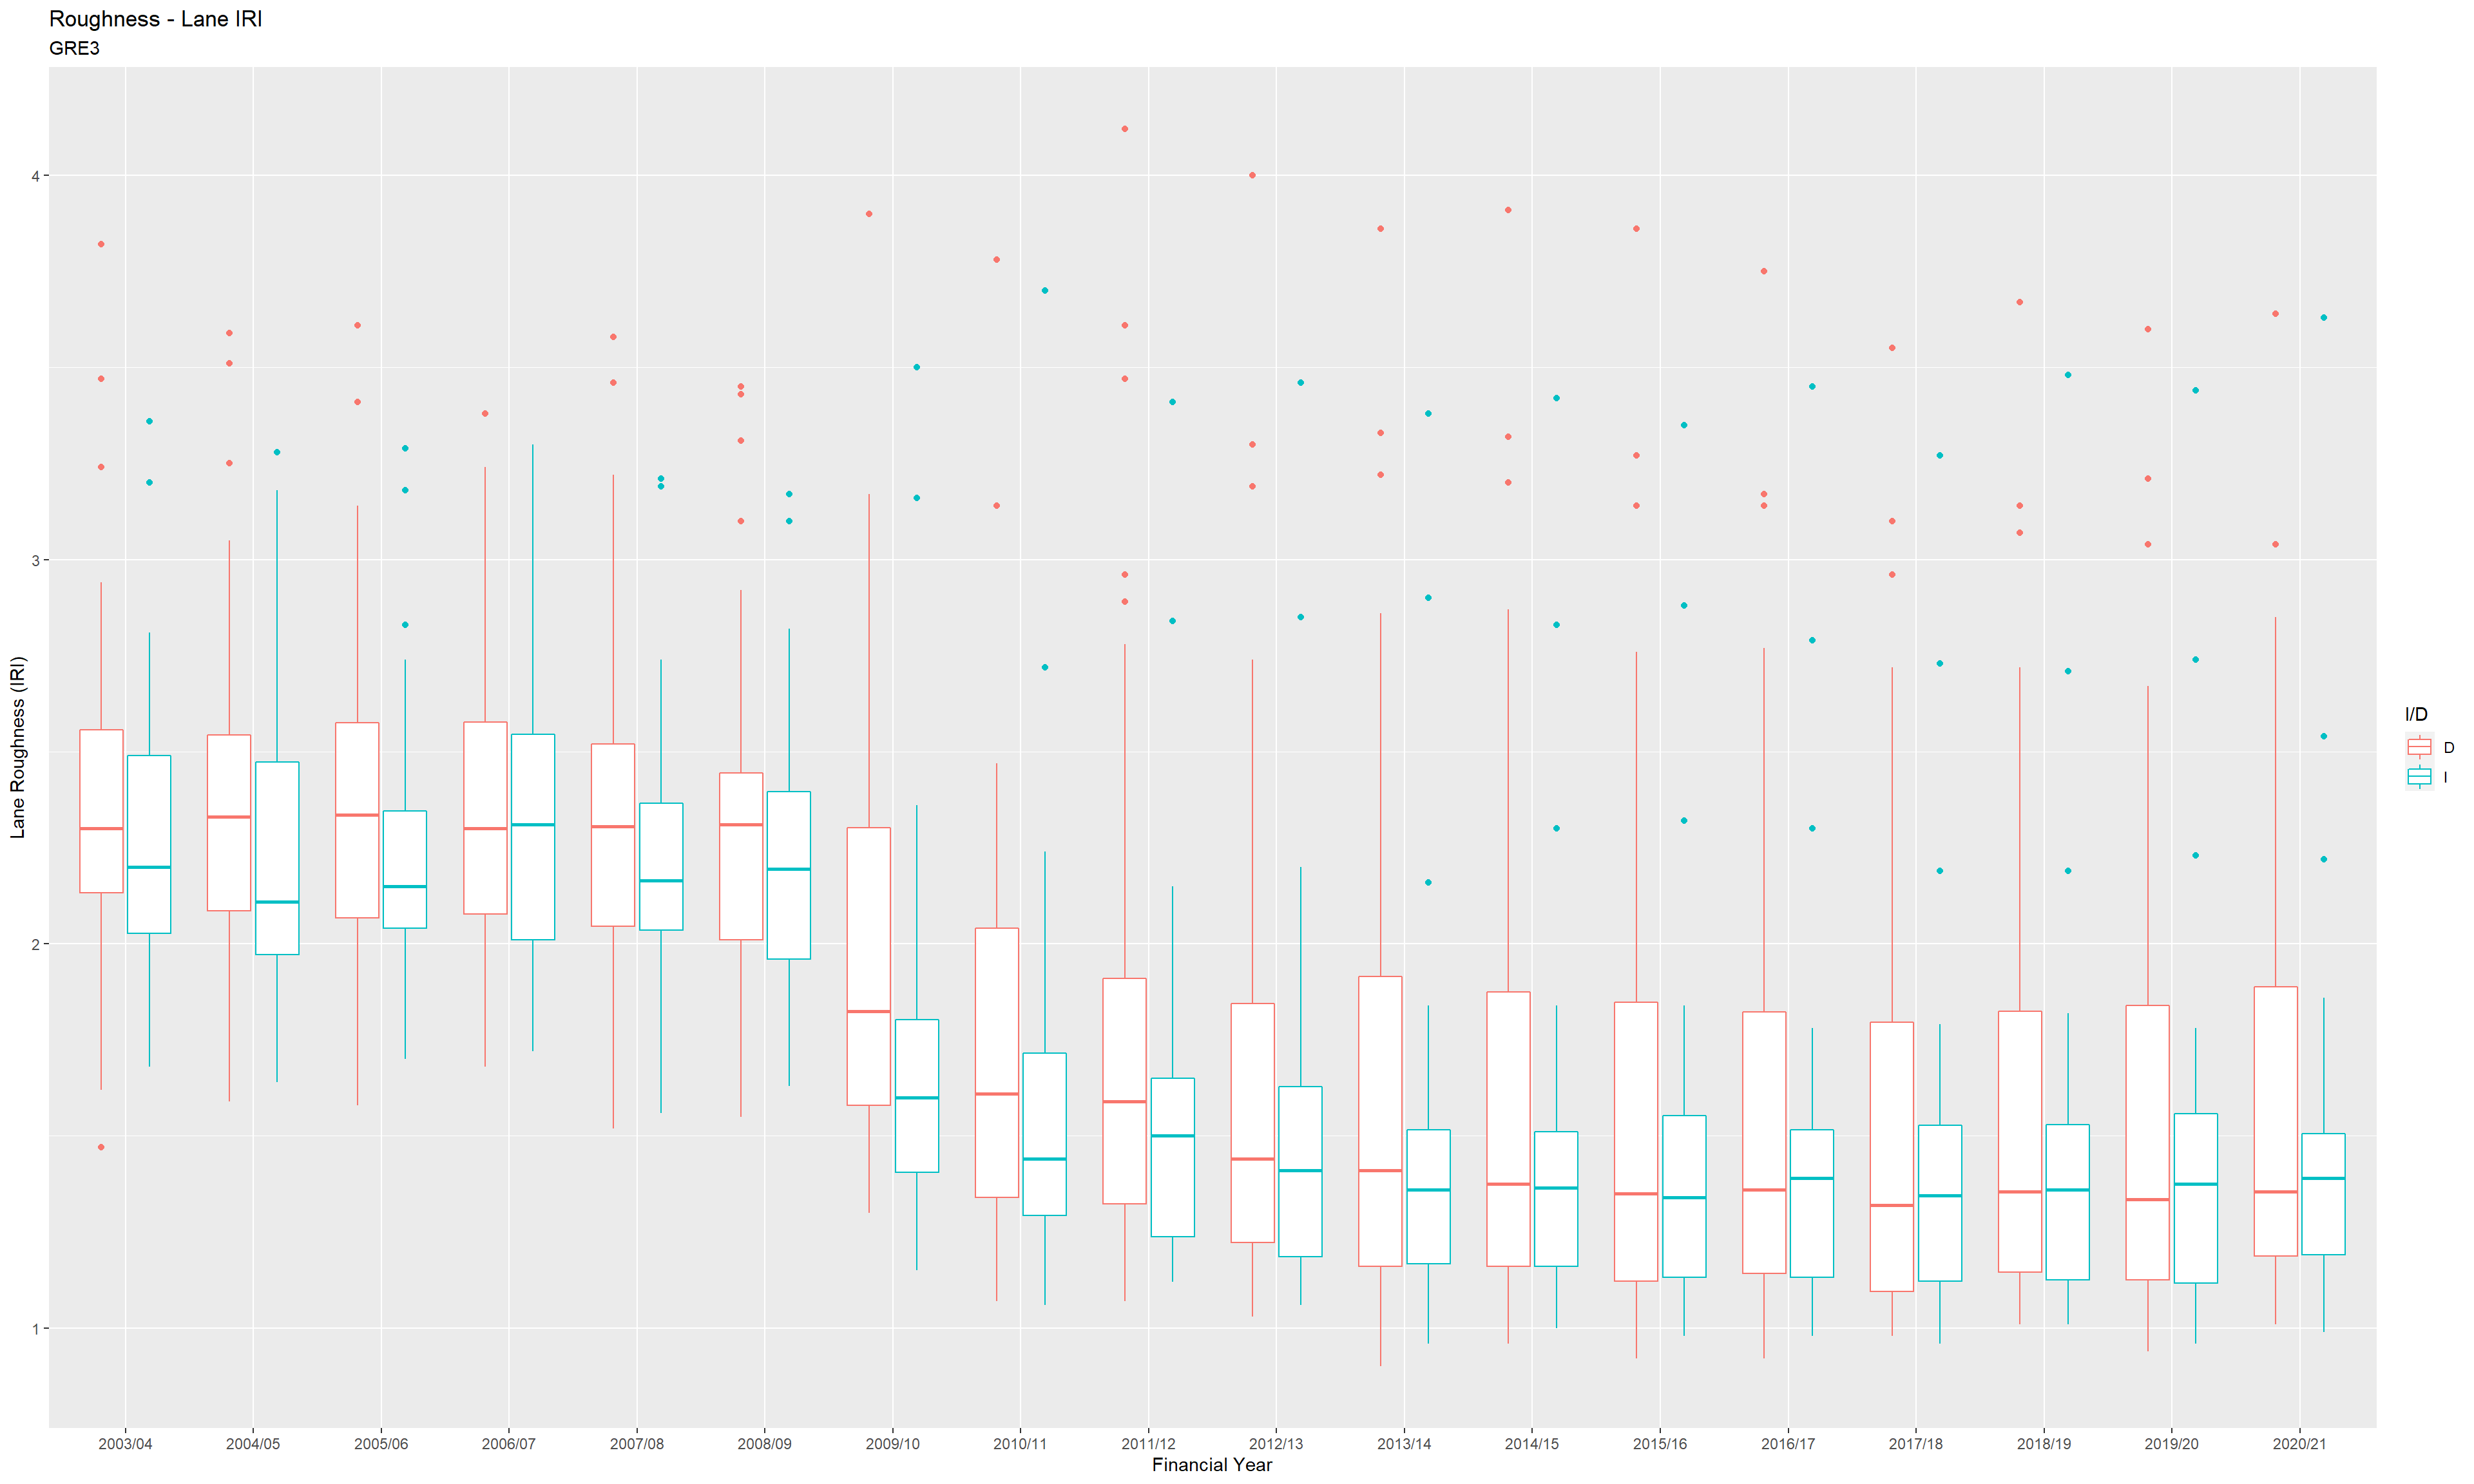 Roughness - Lane IRI
GRE3
Lane Roughness (IRI)
4
3
2
1
2003/04 2004/05 2005/06 2006/07 2007/08 2008/09 2009/10 2010/11 2011/12 2012/13 2013/14 2014/15 2015/16 2016/17 2017/18 2018/19 2019/20 2020/21
Financial Year
I/D
D
I